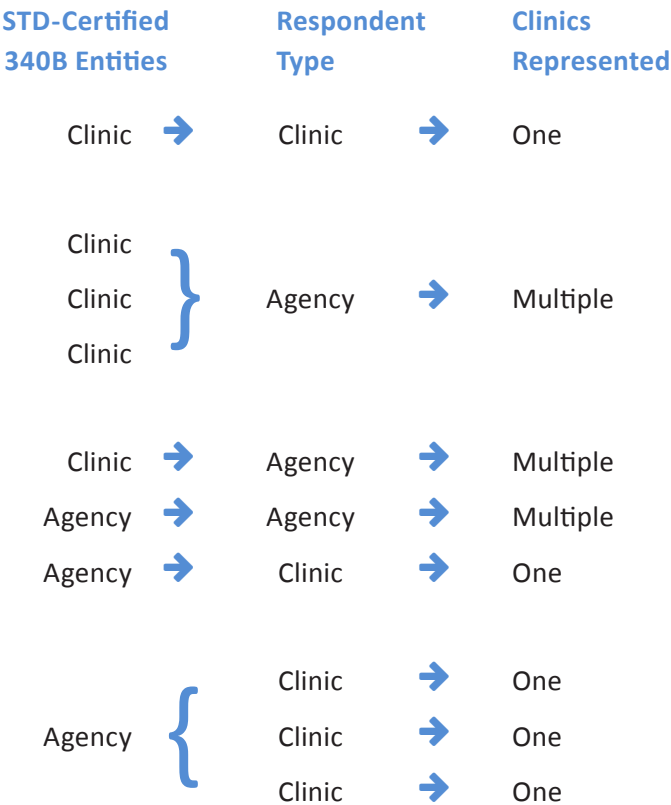 STD-Certified Respondent Clinics
340B Entities Type Represented
Clinic Clinic One
Clinic
Clinic Agency Multiple
Clinic
Clinic Agency Multiple
Agency Agency Multiple
Agency Clinic One
Clinic One
Agency Clinic One
Clinic One